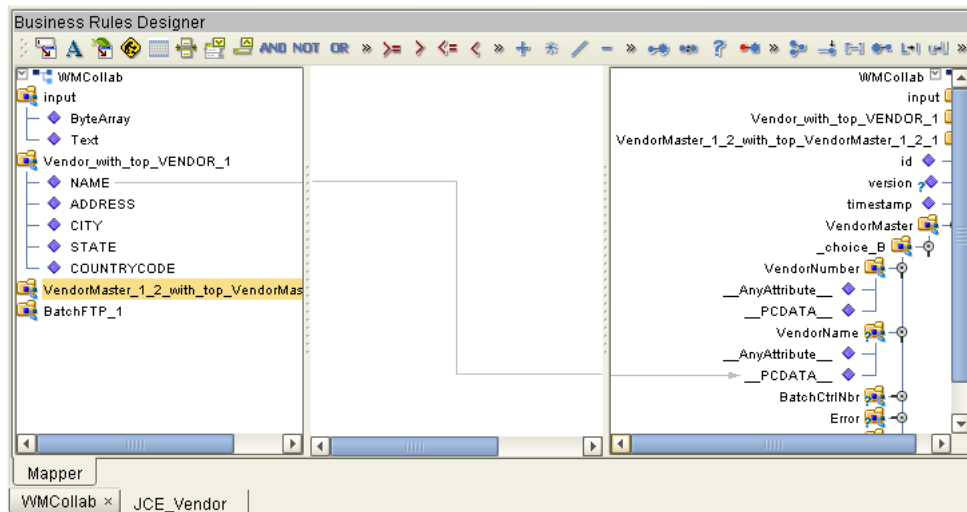 Business Rules Designer
A AND NOT OR » >= > <= < » + * / - » ? » »
WMCollab
input
ByteArray
Text
Vendor_with_top_VENDOR_1
NAME
ADDRESS
CITY
STATE
COUNTRYCODE
VendorMaster_1_2_with_top_VendorMas
BatchFTP_1
WMCollab
input
Vendor_with_top_VENDOR_1
VendorMaster_1_2_with_top_VendorMaster_1_2_1
id
version
timestamp
VendorMaster
_choice_B
VendorNumber
__AnyAttribute__
__PCDATA__
VendorName
__AnyAttribute__
__PCDATA__
BatchCtrlNbr
Error
Mapper
WMCollab × JCE_Vendor